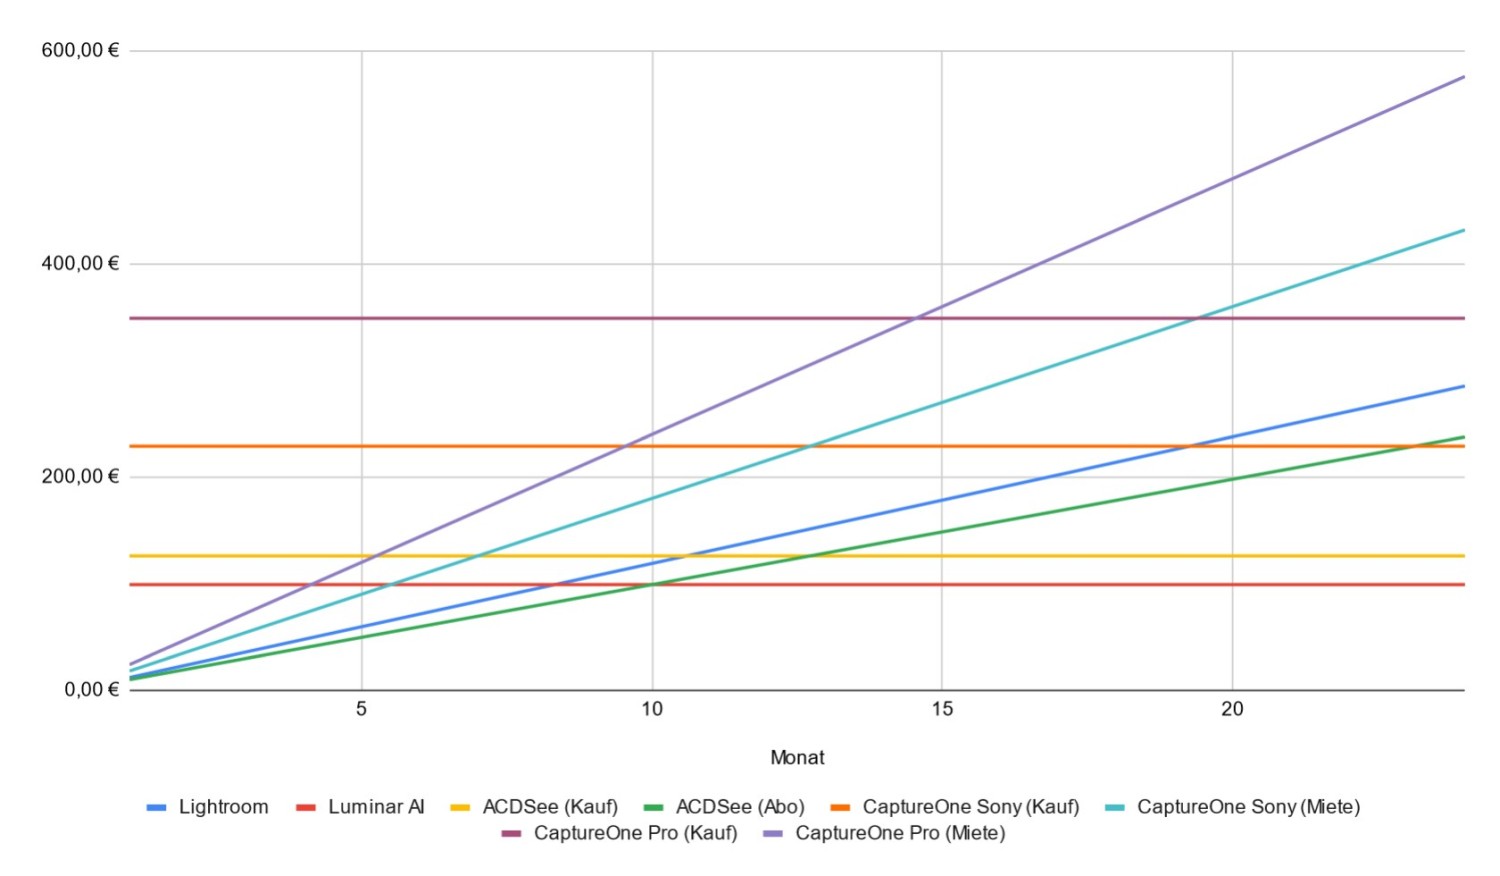 600,00 €
400,00 €
200,00 €
0,00 €
5 10 15 20
Monat
Lightroom Luminar AI ACDSee (Kauf) ACDSee (Abo) CaptureOne Sony (Kauf) CaptureOne Sony (Miete)
CaptureOne Pro (Kauf) CaptureOne Pro (Miete)